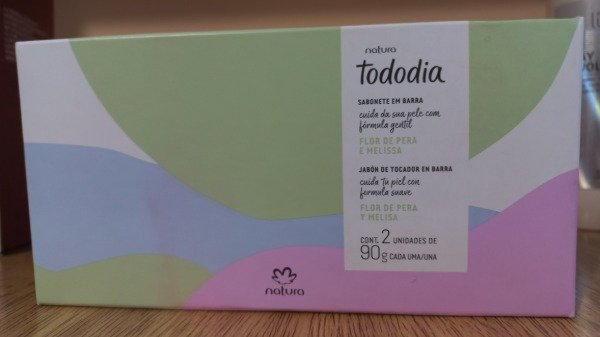 natura
Tododia
SABONETE EM BARRA
cuida da sua pele com
fórmula gentil
FLOR DE PERA
E MELISSA
JABÓN DE TOCADOR EN BARRA
cuida tu piel con
formula suave
FLOR DE PERA
Y MELISA
CONT. 2 UNIDADES DE
90g CADA UMA/UNA
natura